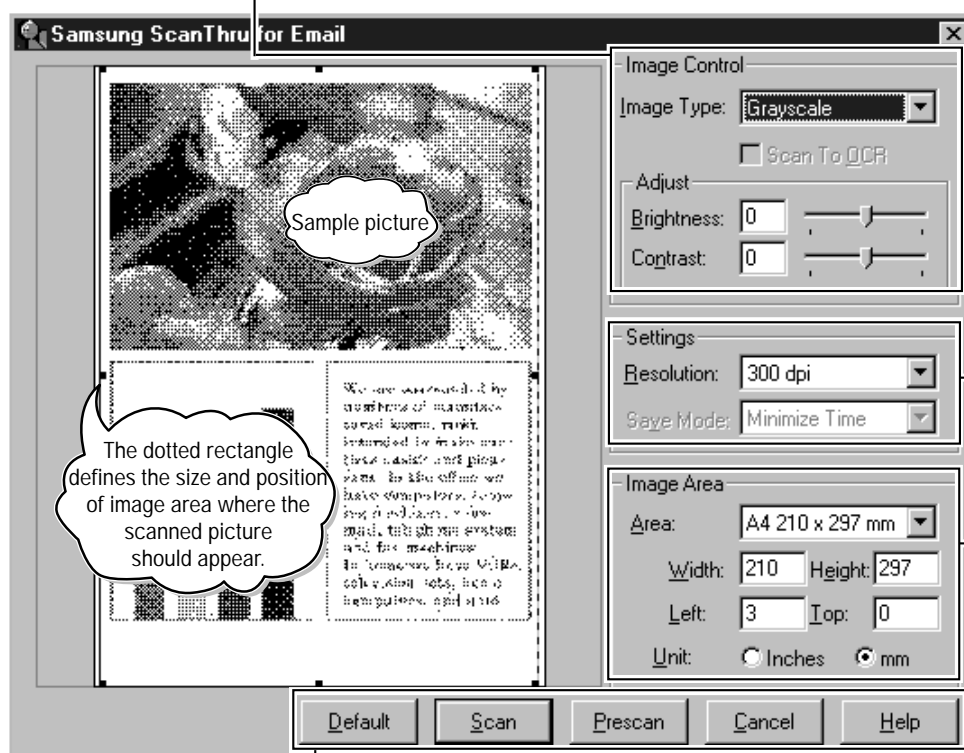 Samsung ScanThru for Email
Sample picture
The dotted rectangle
defines the size and position
of image area where the
scanned picture
should appear.
Image Control
Image Type: Grayscale
Scan To OCR
Adjust
Brightness: 0
Contrast: 0
Settings
Resolution: 300 dpi
Save Mode: Minimize Time
Image Area
Area: A4 210 x 297 mm
Width: 210 Height: 297
Left: 3 Top: 0
Unit: Inches mm
Default Scan Prescan Cancel Help